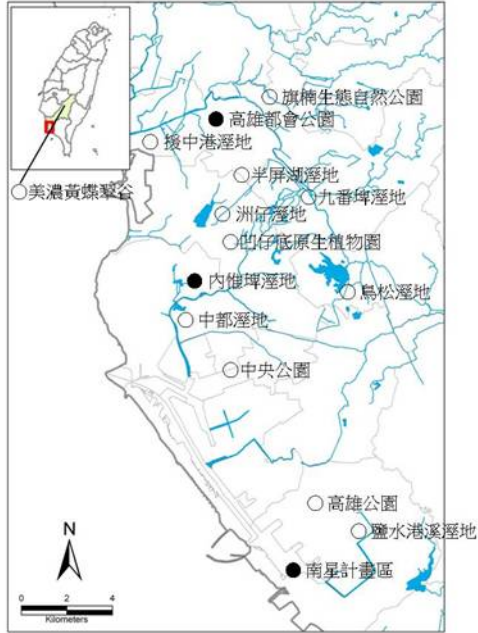 旗楠生態自然公園
高雄都會公園
援中港溼地
半屏湖溼地
美濃黃蝶翠谷
九番埤溼地
洲仔溼地
凹仔底原生植物園
內惟埤溼地
鳥松溼地
中都溼地
中央公園
高雄公園
鹽水港溪溼地
南星計畫區
N
0 2 4
Kilometers